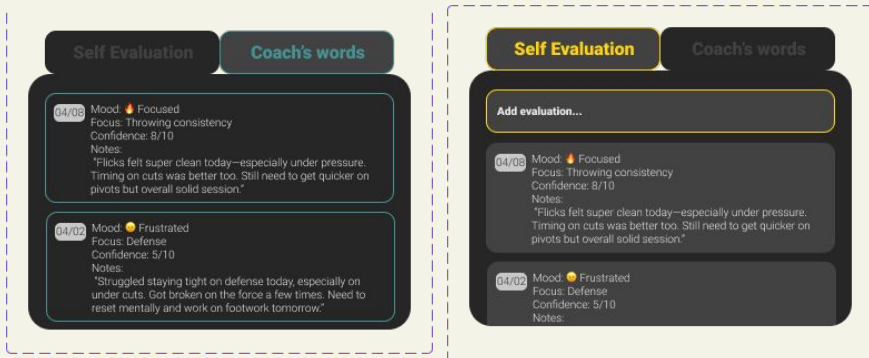 Self Evaluation
Coach's words
04/08
Mood: 🔥 Focused
Focus: Throwing consistency
Confidence: 8/10
Notes:
"Flicks felt super clean today—especially under pressure.
Timing on cuts was better too. Still need to get quicker on
pivots but overall solid session."
04/02
Mood: 😕 Frustrated
Focus: Defense
Confidence: 5/10
Notes:
"Struggled staying tight on defense today, especially on
under cuts. Got broken on the force a few times. Need to
reset mentally and work on footwork tomorrow."
Self Evaluation
Coach's words
Add evaluation...
04/08
Mood: 🔥 Focused
Focus: Throwing consistency
Confidence: 8/10
Notes:
"Flicks felt super clean today—especially under pressure.
Timing on cuts was better too. Still need to get quicker on
pivots but overall solid session."
04/02
Mood: 😕 Frustrated
Focus: Defense
Confidence: 5/10
Notes: